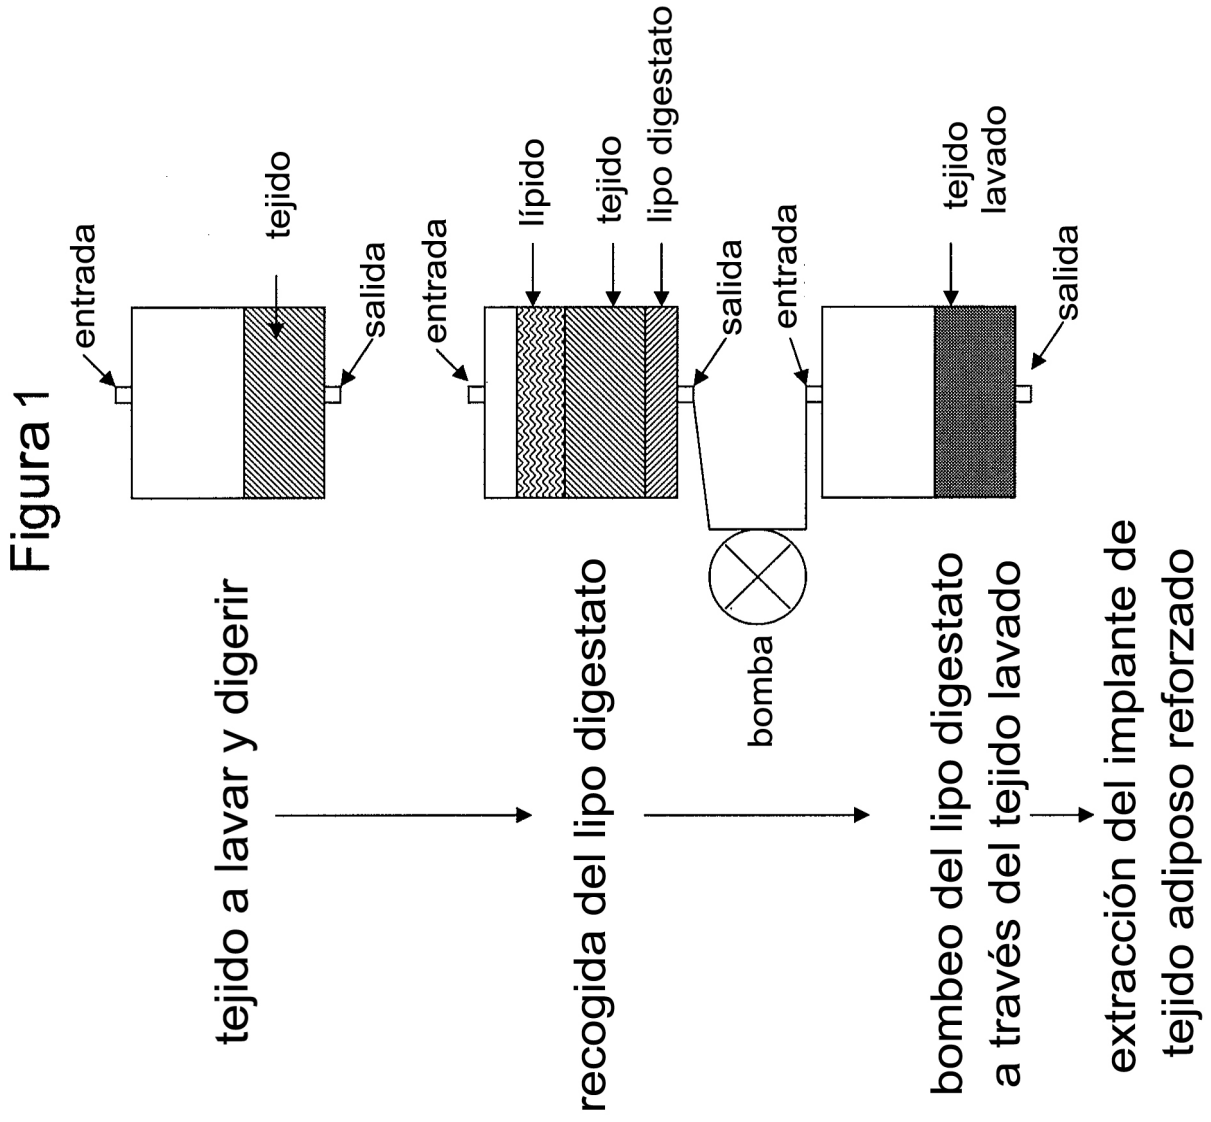 Figura 1
tejido a lavar y digerir
entrada
tejido
salida
recogida del lipo digestato
entrada
lípido
tejido
lipo digestato
salida
bomba
entrada
bombeo del lipo digestato
a través del tejido lavado
tejido
lavado
salida
extracción del implante de
tejido adiposo reforzado